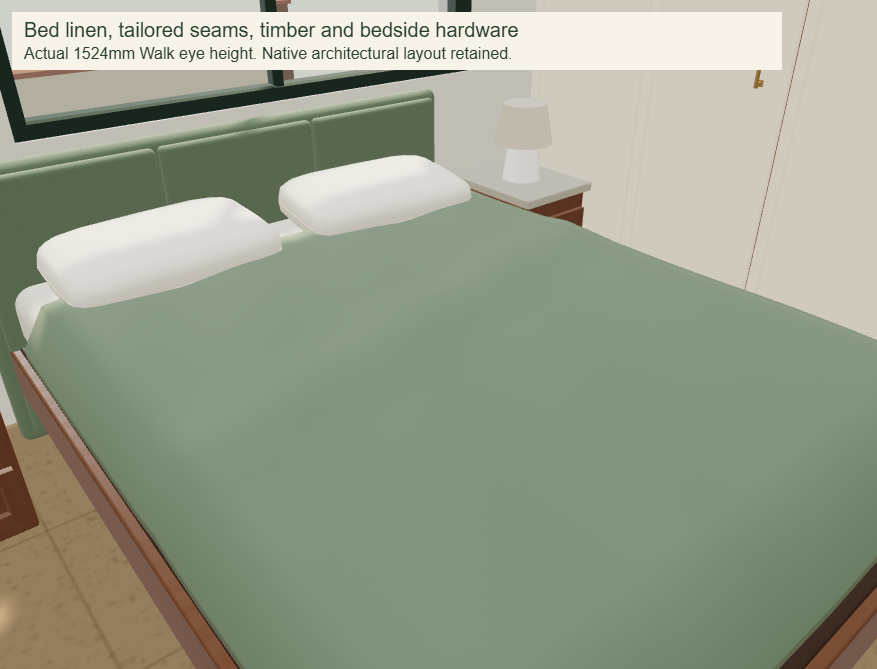 Bed linen, tailored seams, timber and bedside hardware
Actual 1524mm Walk eye height. Native architectural layout retained.